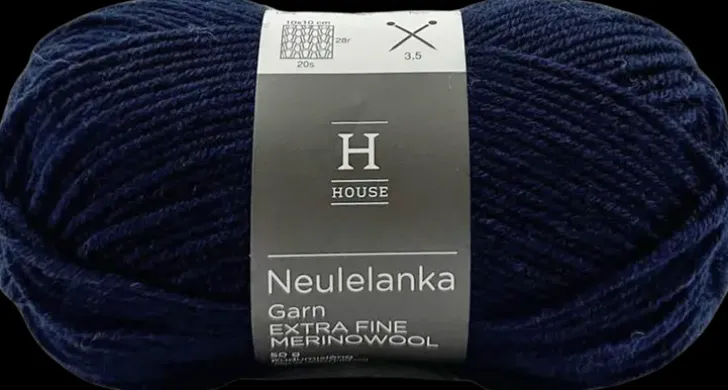 10x10 cm
28r
20s
3,5
H
HOUSE
Neulelanka
Garn
EXTRA FINE
MERINOWOOL
50 g